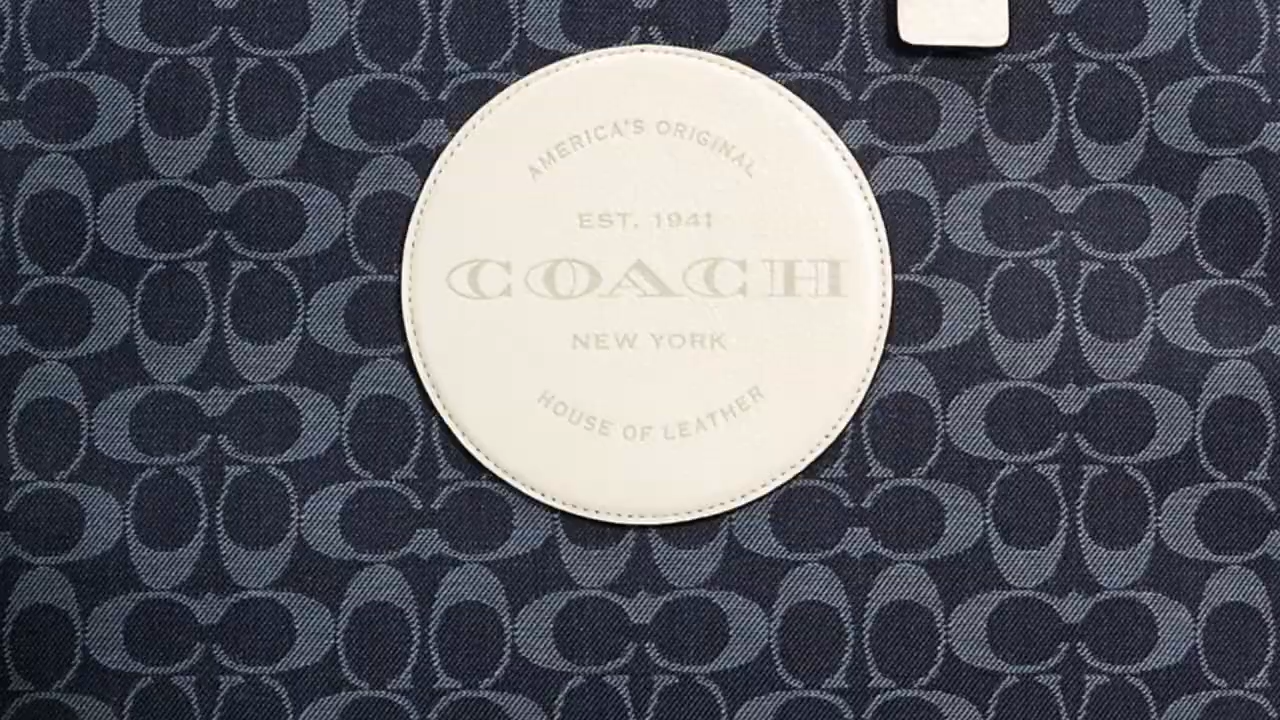 AMERICA'S ORIGINAL
EST. 1941
COACH
NEW YORK
HOUSE OF LEATHER